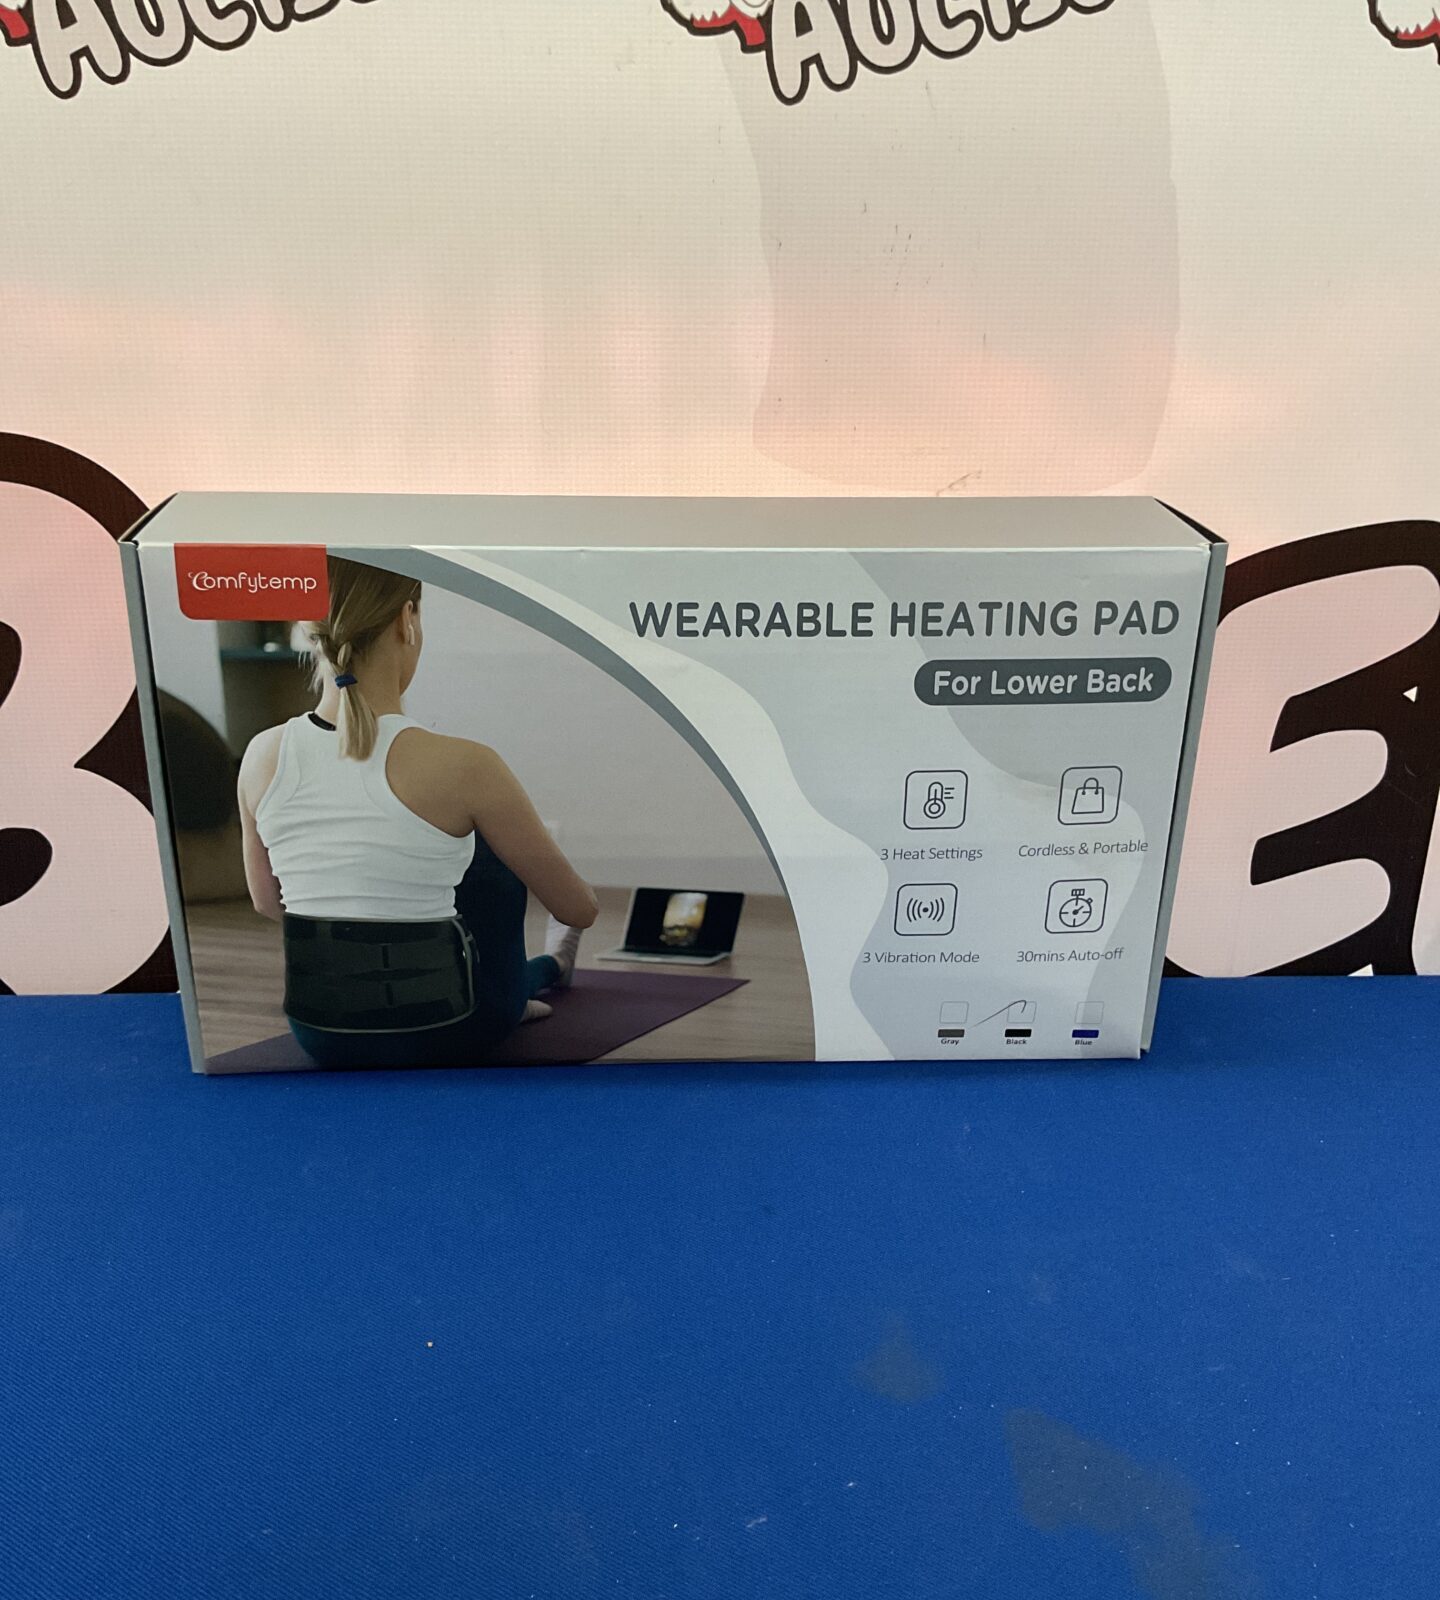 Comfytemp
WEARABLE HEATING PAD
For Lower Back
3 Heat Settings
Cordless & Portable
3 Vibration Mode
30mins Auto-off
Gray
Black
Blue